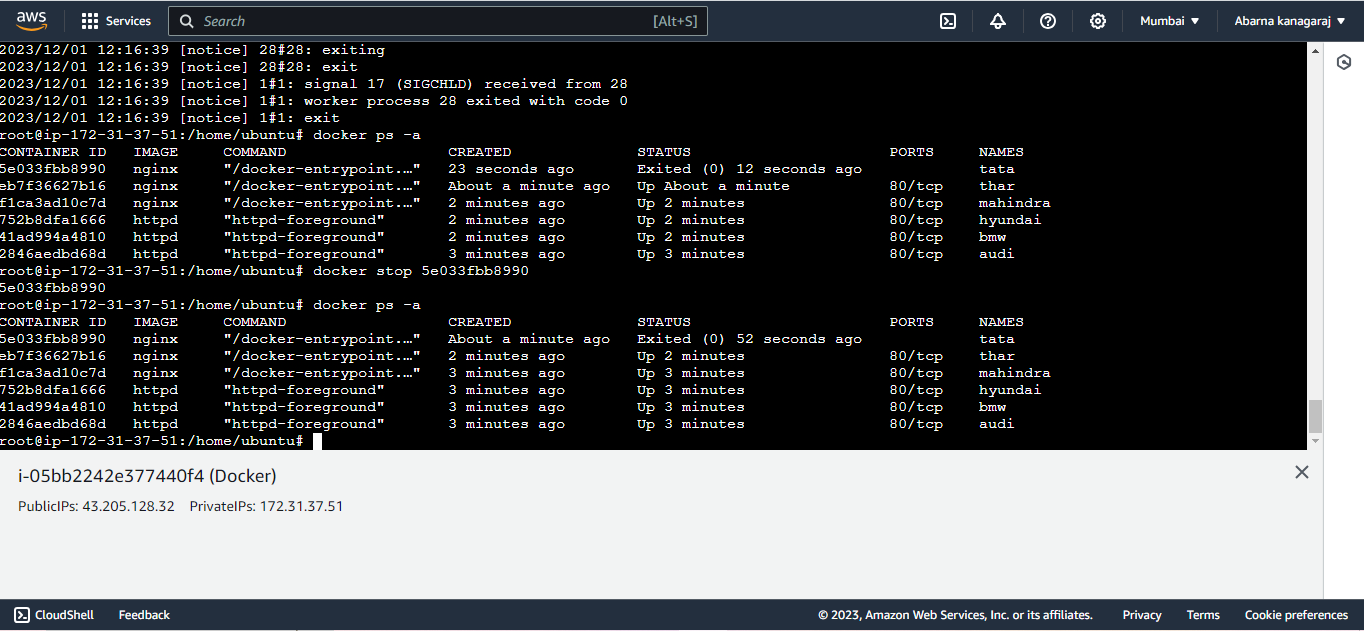 aws Services Search [Alt+S] Mumbai ▼ Abarna kanagaraj ▼
2023/12/01 12:16:39 [notice] 28#28: exiting
2023/12/01 12:16:39 [notice] 28#28: exit
2023/12/01 12:16:39 [notice] 1#1: signal 17 (SIGCHLD) received from 28
2023/12/01 12:16:39 [notice] 1#1: worker process 28 exited with code 0
2023/12/01 12:16:39 [notice] 1#1: exit
root@ip-172-31-37-51:/home/ubuntu# docker ps -a
CONTAINER ID IMAGE COMMAND CREATED STATUS PORTS NAMES
5e033fbb8990 nginx "/docker-entrypoint.…" 23 seconds ago Exited (0) 12 seconds ago tata
eb7f36627b16 nginx "/docker-entrypoint.…" About a minute ago Up About a minute 80/tcp thar
f1ca3ad10c7d nginx "/docker-entrypoint.…" 2 minutes ago Up 2 minutes 80/tcp mahindra
752b8dfa1666 httpd "httpd-foreground" 2 minutes ago Up 2 minutes 80/tcp hyundai
41ad994a4810 httpd "httpd-foreground" 2 minutes ago Up 2 minutes 80/tcp bmw
2846aedbd68d httpd "httpd-foreground" 3 minutes ago Up 3 minutes 80/tcp audi
root@ip-172-31-37-51:/home/ubuntu# docker stop 5e033fbb8990
5e033fbb8990
root@ip-172-31-37-51:/home/ubuntu# docker ps -a
CONTAINER ID IMAGE COMMAND CREATED STATUS PORTS NAMES
5e033fbb8990 nginx "/docker-entrypoint.…" About a minute ago Exited (0) 52 seconds ago tata
eb7f36627b16 nginx "/docker-entrypoint.…" 2 minutes ago Up 2 minutes 80/tcp thar
f1ca3ad10c7d nginx "/docker-entrypoint.…" 3 minutes ago Up 3 minutes 80/tcp mahindra
752b8dfa1666 httpd "httpd-foreground" 3 minutes ago Up 3 minutes 80/tcp hyundai
41ad994a4810 httpd "httpd-foreground" 3 minutes ago Up 3 minutes 80/tcp bmw
2846aedbd68d httpd "httpd-foreground" 3 minutes ago Up 3 minutes 80/tcp audi
root@ip-172-31-37-51:/home/ubuntu#
i-05bb2242e377440f4 (Docker)
PublicIPs: 43.205.128.32 PrivateIPs: 172.31.37.51
CloudShell Feedback © 2023, Amazon Web Services, Inc. or its affiliates. Privacy Terms Cookie preferences